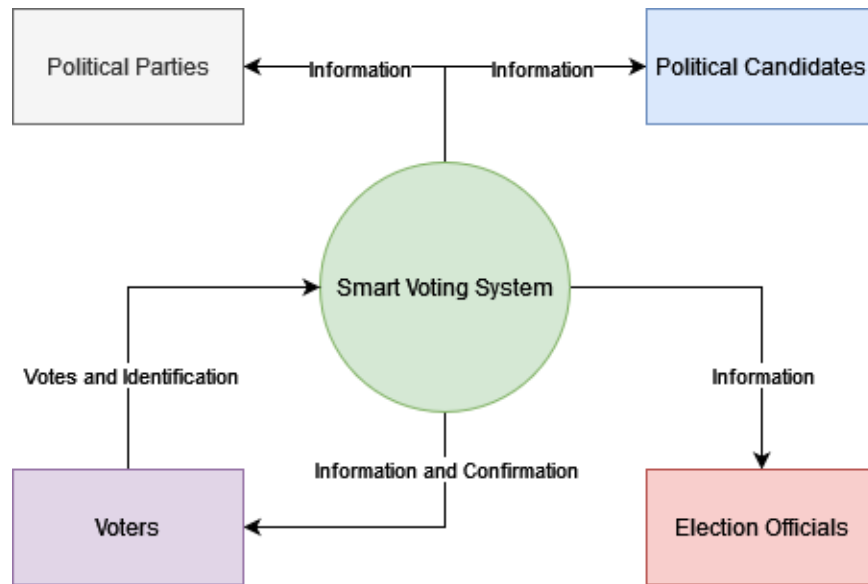 Political Parties
Information
Information
Political Candidates
Smart Voting System
Votes and Identification
Information
Information and Confirmation
Voters
Election Officials